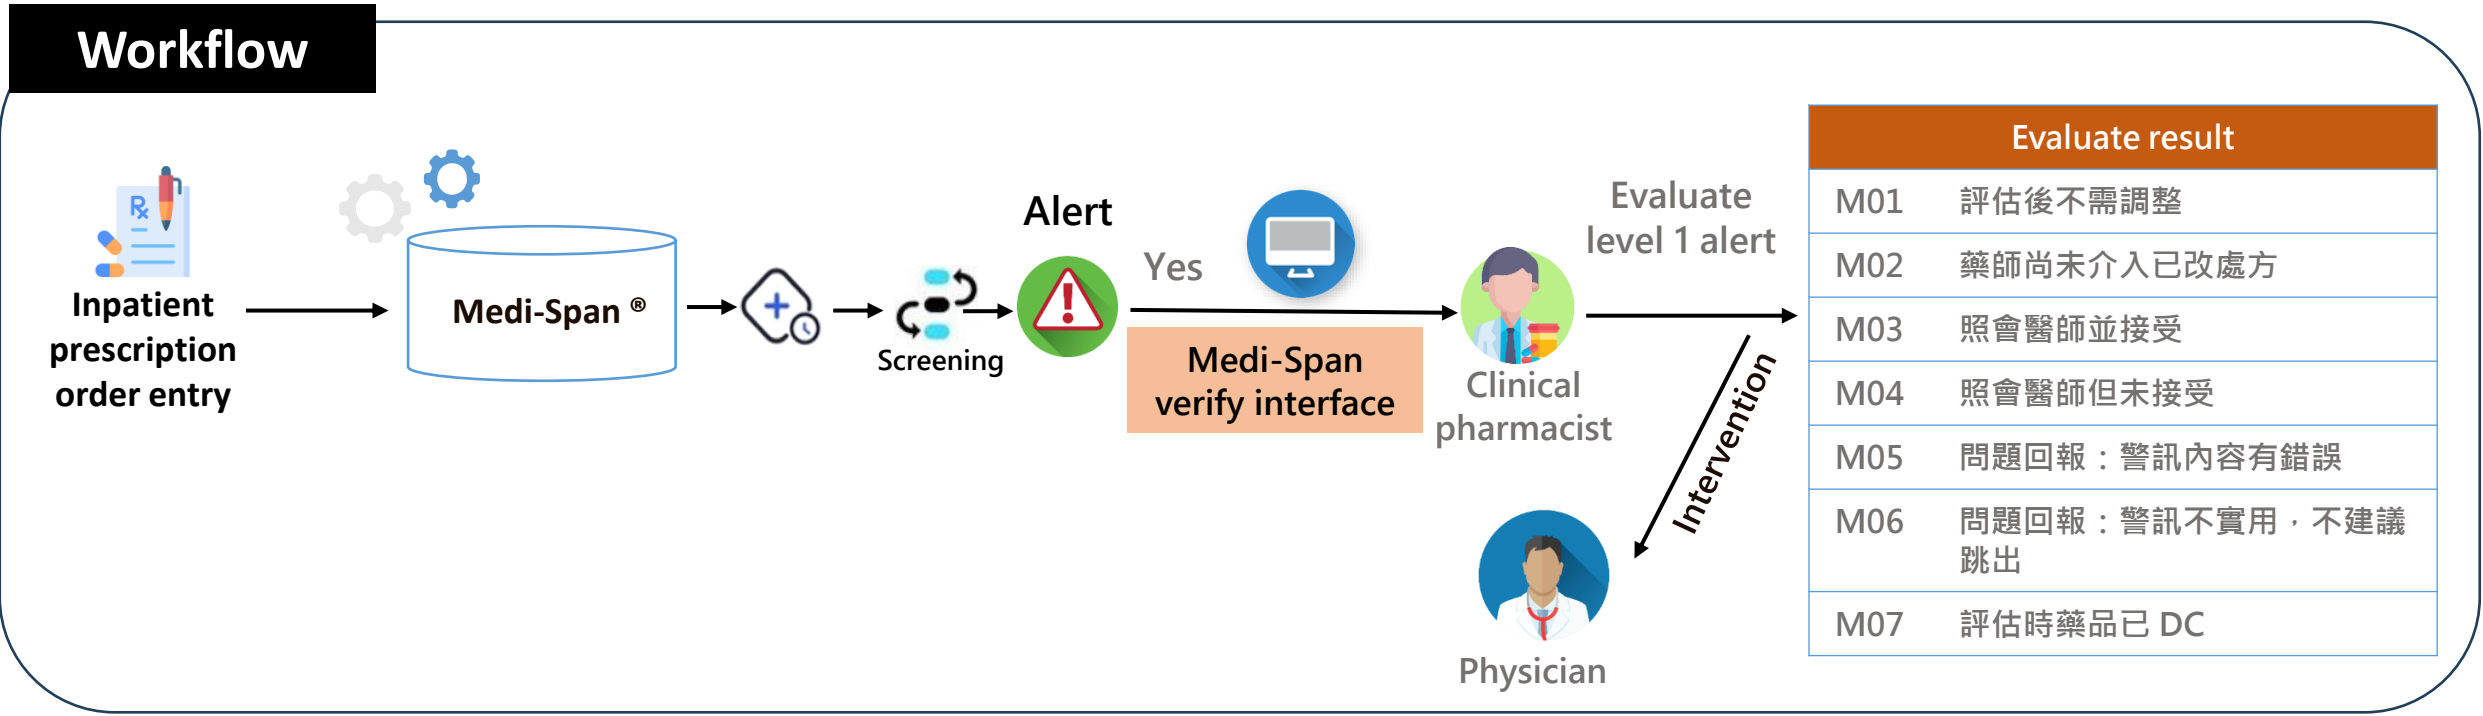 Workflow
Rx
Inpatient
prescription
order entry
Medi-Span ®
Screening
Alert
Yes
Medi-Span
verify interface
Clinical
pharmacist
Evaluate
level 1 alert
Intervention
Physician
Evaluate result
M01 評估後不需調整
M02 藥師尚未介入已改處方
M03 照會醫師並接受
M04 照會醫師但未接受
M05 問題回報：警訊內容有錯誤
M06 問題回報：警訊不實用，不建議
跳出
M07 評估時藥品已 DC